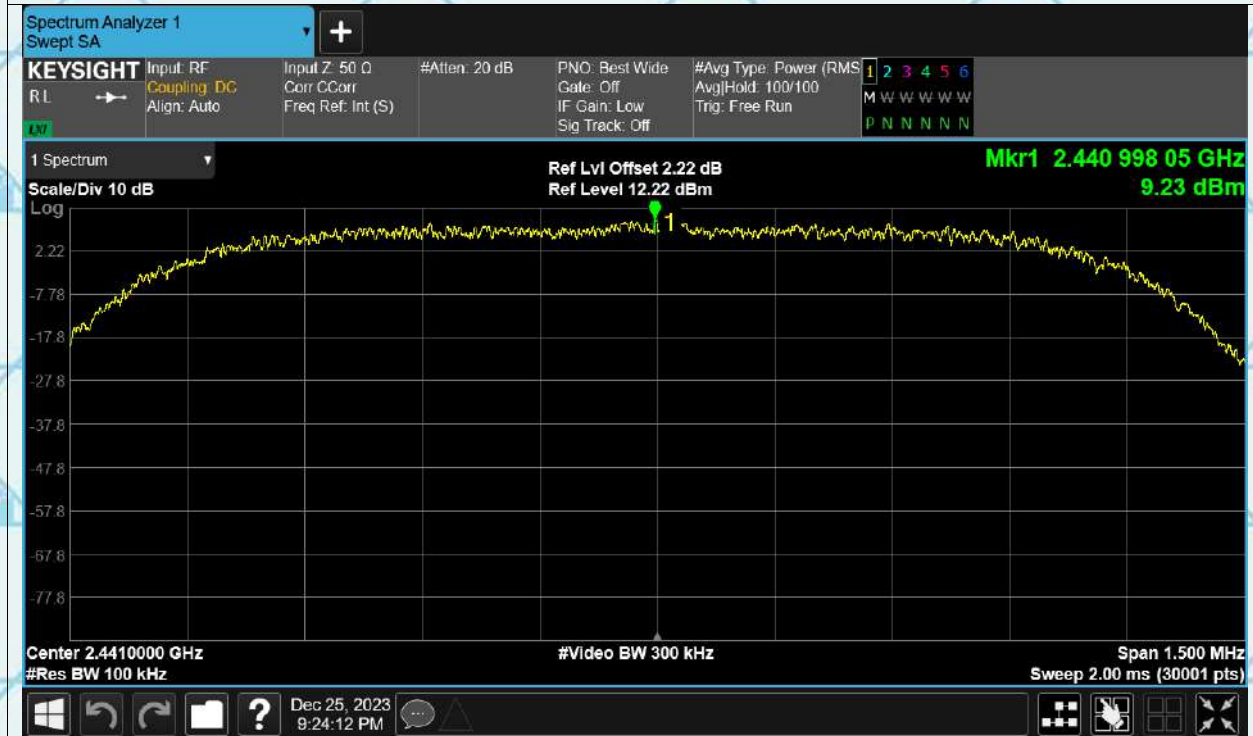 Spectrum Analyzer 1
Swept SA
+
KEYSIGHT
RL
LXI
Input: RF
Coupling: DC
Align: Auto
Input Z: 50 Ω
Corr CCorr
Freq Ref: Int (S)
#Atten: 20 dB
PNO: Best Wide
Gate: Off
IF Gain: Low
Sig Track: Off
#Avg Type: Power (RMS
Avg|Hold: 100/100
Trig: Free Run
1 2 3 4 5 6
M W W W W W
P N N N N N
1 Spectrum
Scale/Div 10 dB
Ref Lvl Offset 2.22 dB
Ref Level 12.22 dBm
Mkr1 2.440 998 05 GHz
9.23 dBm
Log
1
2.22
-7.78
-17.8
-27.8
-37.8
-47.8
-57.8
-67.8
-77.8
Center 2.4410000 GHz
#Video BW 300 kHz
Span 1.500 MHz
#Res BW 100 kHz
Sweep 2.00 ms (30001 pts)
?
Dec 25, 2023
9:24:12 PM